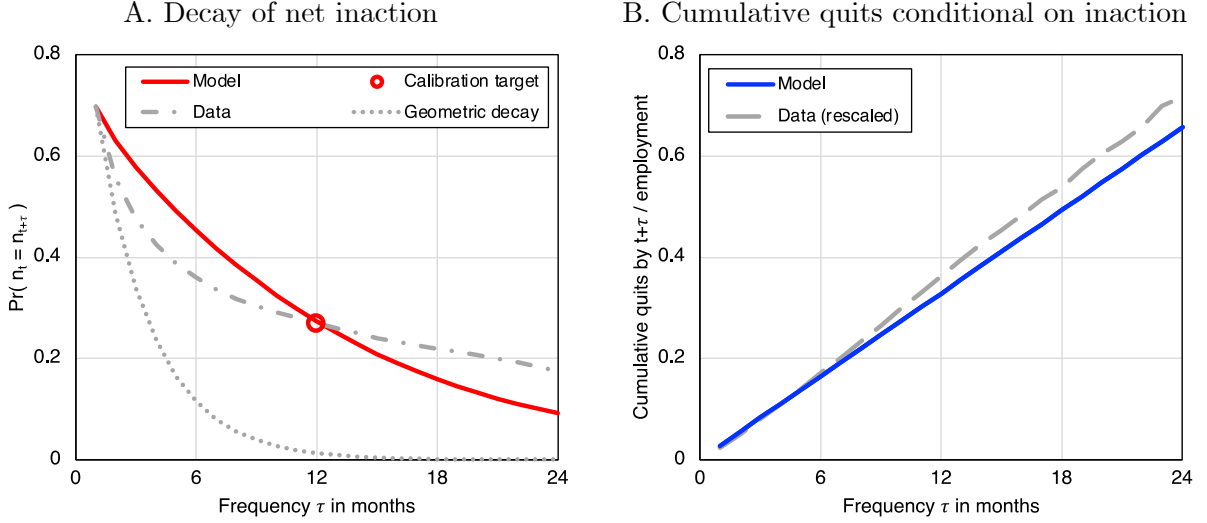 A. Decay of net inaction
0.8
0.6
0.4
0.2
0
Pr( nt = nt+τ )
Model
Calibration target
Data
Geometric decay
0
6
12
18
24
Frequency τ in months
B. Cumulative quits conditional on inaction
0.8
0.6
0.4
0.2
0
Cumulative quits by t+τ / employment
Model
Data (rescaled)
0
6
12
18
24
Frequency τ in months